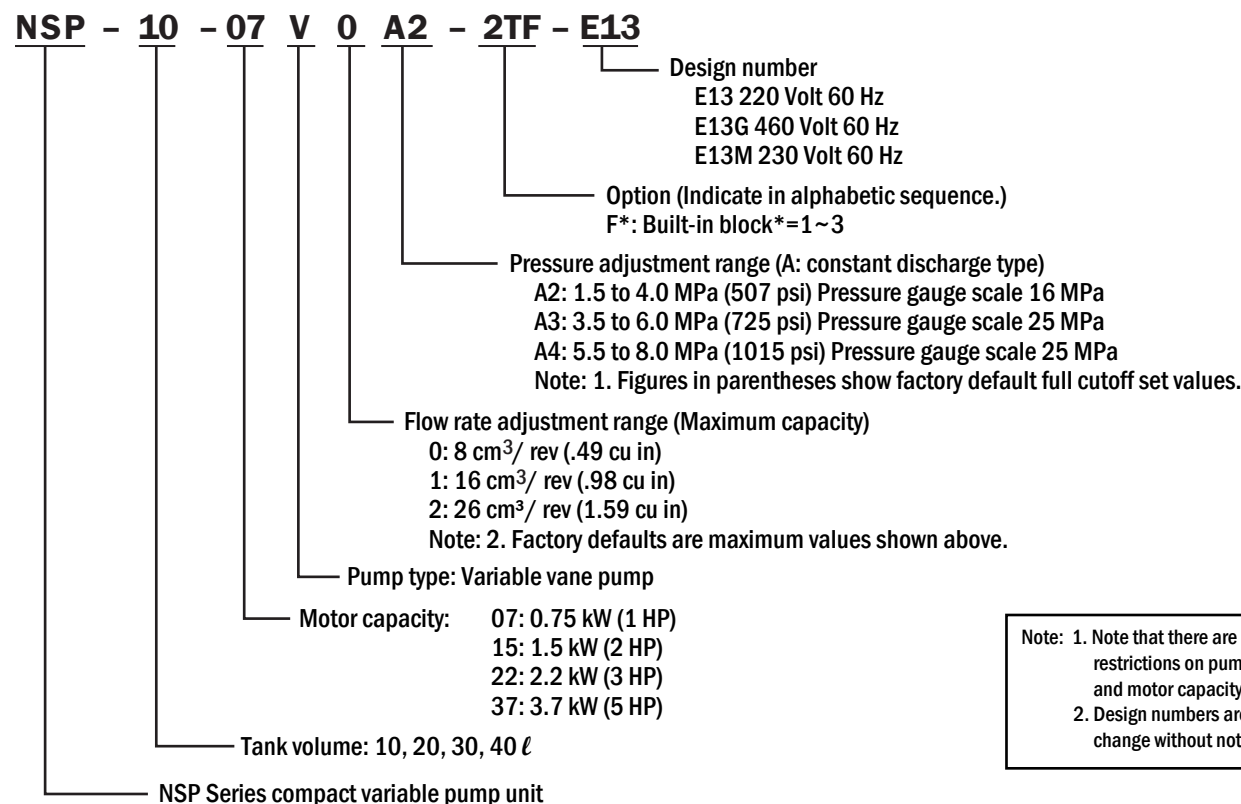 NSP - 10 - 07 V 0 A2 - 2TF - E13
Design number
E13 220 Volt 60 Hz
E13G 460 Volt 60 Hz
E13M 230 Volt 60 Hz
Option (Indicate in alphabetic sequence.)
F*: Built-in block*=1~3
Pressure adjustment range (A: constant discharge type)
A2: 1.5 to 4.0 MPa (507 psi) Pressure gauge scale 16 MPa
A3: 3.5 to 6.0 MPa (725 psi) Pressure gauge scale 25 MPa
A4: 5.5 to 8.0 MPa (1015 psi) Pressure gauge scale 25 MPa
Note: 1. Figures in parentheses show factory default full cutoff set values.
Flow rate adjustment range (Maximum capacity)
0: 8 cm³/ rev (.49 cu in)
1: 16 cm³/ rev (.98 cu in)
2: 26 cm³/ rev (1.59 cu in)
Note: 2. Factory defaults are maximum values shown above.
Pump type: Variable vane pump
Motor capacity: 07: 0.75 kW (1 HP)
15: 1.5 kW (2 HP)
22: 2.2 kW (3 HP)
37: 3.7 kW (5 HP)
Tank volume: 10, 20, 30, 40 ℓ
NSP Series compact variable pump unit
Note: 1. Note that there are
restrictions on
and motor capacity
2. Design numbers
change without